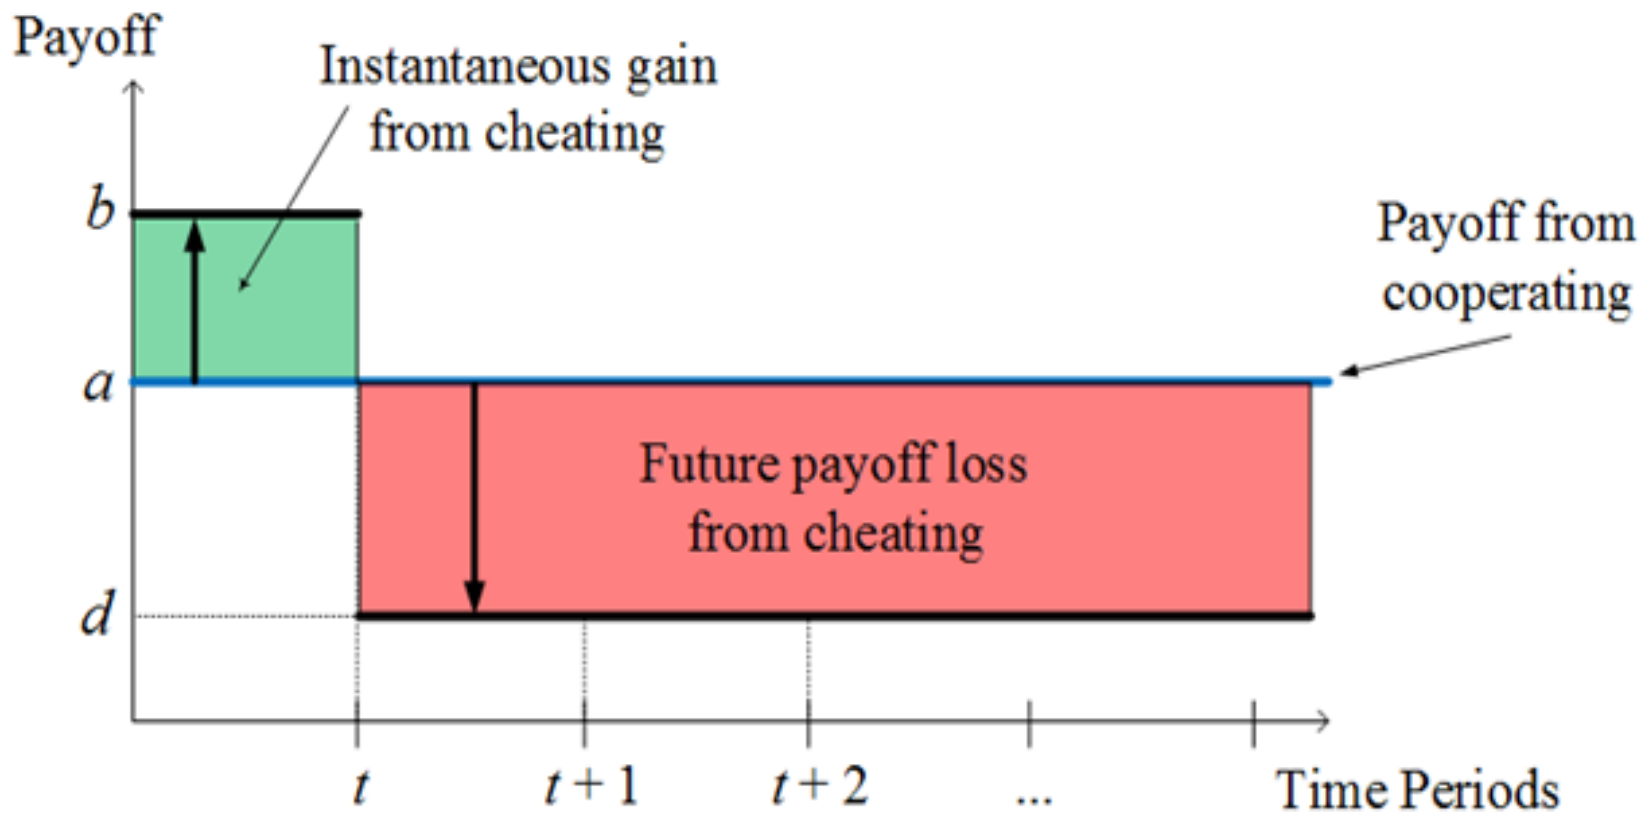 Payoff
Instantaneous gain
from cheating
b
Payoff from
cooperating
a
Future payoff loss
from cheating
d
t
t + 1
t + 2
...
Time Periods